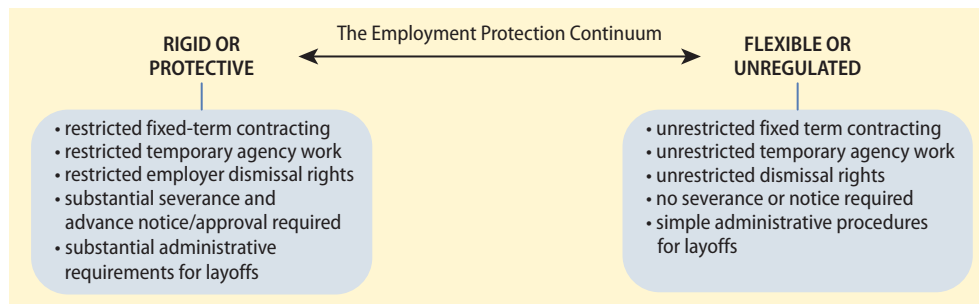 The Employment Protection Continuum
RIGID OR
PROTECTIVE
FLEXIBLE OR
UNREGULATED
• restricted fixed-term contracting
• restricted temporary agency work
• restricted employer dismissal rights
• substantial severance and
advance notice/approval required
• substantial administrative
requirements for layoffs
• unrestricted fixed term contracting
• unrestricted temporary agency work
• unrestricted dismissal rights
• no severance or notice required
• simple administrative procedures
for layoffs